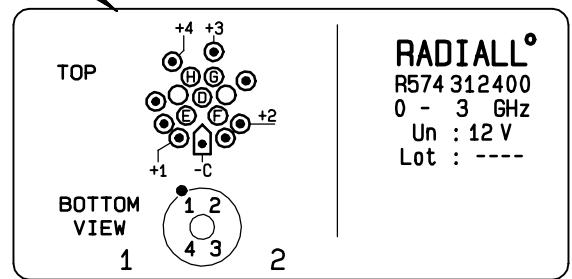 +4 +3
TOP
H G
D
E F
+2
+1 -C
BOTTOM
VIEW
1 2
4 3
1 2
RADIALL°
R574 312400
0 - 3 GHz
Un : 12 V
Lot : ----